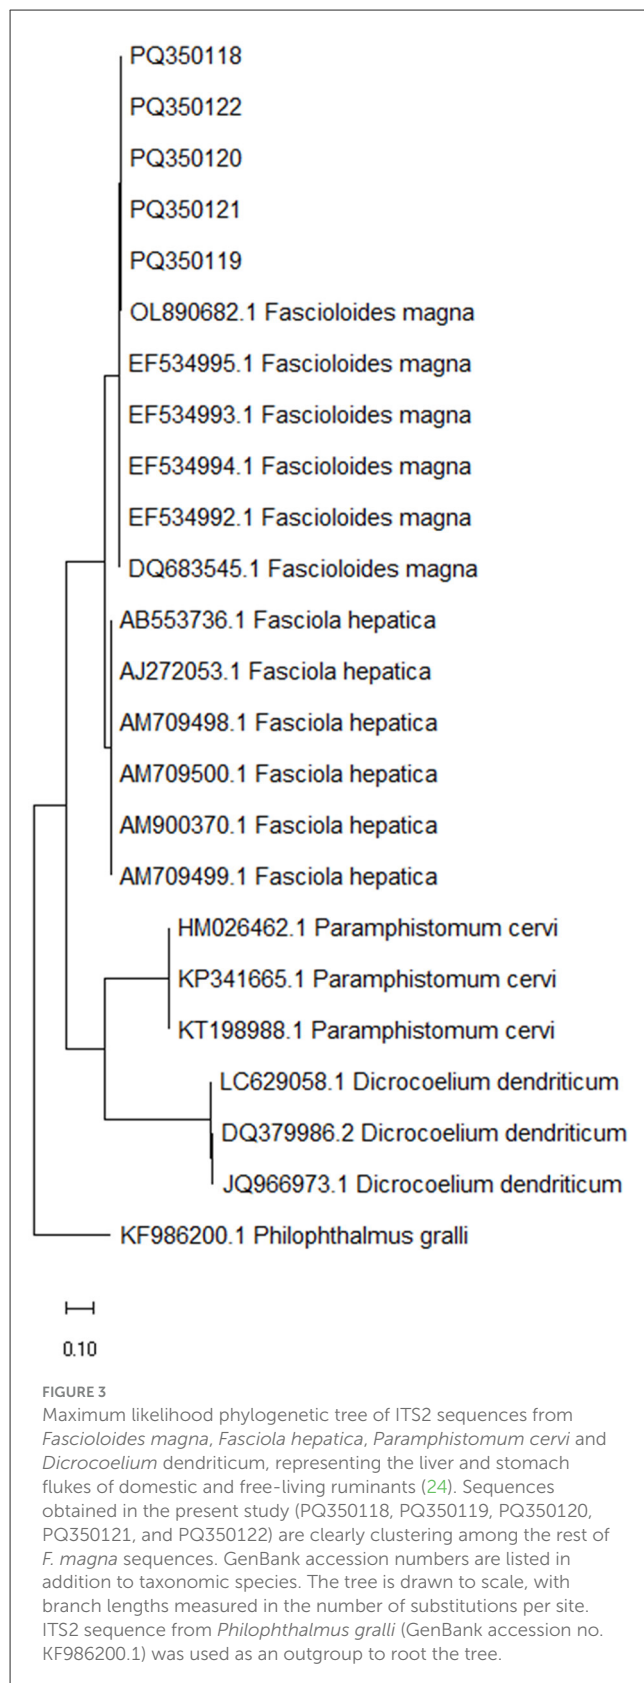 PQ350118
PQ350122
PQ350120
PQ350121
PQ350119
OL890682.1 Fascioloides magna
EF534995.1 Fascioloides magna
EF534993.1 Fascioloides magna
EF534994.1 Fascioloides magna
EF534992.1 Fascioloides magna
DQ683545.1 Fascioloides magna
AB553736.1 Fasciola hepatica
AJ272053.1 Fasciola hepatica
AM709498.1 Fasciola hepatica
AM709500.1 Fasciola hepatica
AM900370.1 Fasciola hepatica
AM709499.1 Fasciola hepatica
HM026462.1 Paramphistomum cervi
KP341665.1 Paramphistomum cervi
KT198988.1 Paramphistomum cervi
LC629058.1 Dicrocoelium dendriticum
DQ379986.2 Dicrocoelium dendriticum
JQ966973.1 Dicrocoelium dendriticum
KF986200.1 Philophthalmus gralli
0.10
FIGURE 3
Maximum likelihood phylogenetic tree of ITS2 sequences from
Fascioloides magna, Fasciola hepatica, Paramphistomum cervi and
Dicrocoelium dendriticum, representing the liver and stomach
flukes of domestic and free-living ruminants (24). Sequences
obtained in the present study (PQ350118, PQ350119, PQ350120,
PQ350121, and PQ350122) are clearly clustering among the rest of
F. magna sequences. GenBank accession numbers are listed in
addition to taxonomic species. The tree is drawn to scale, with
branch lengths measured in the number of substitutions per site.
ITS2 sequence from Philophthalmus gralli (GenBank accession no.
KF986200.1) was used as an outgroup to root the tree.